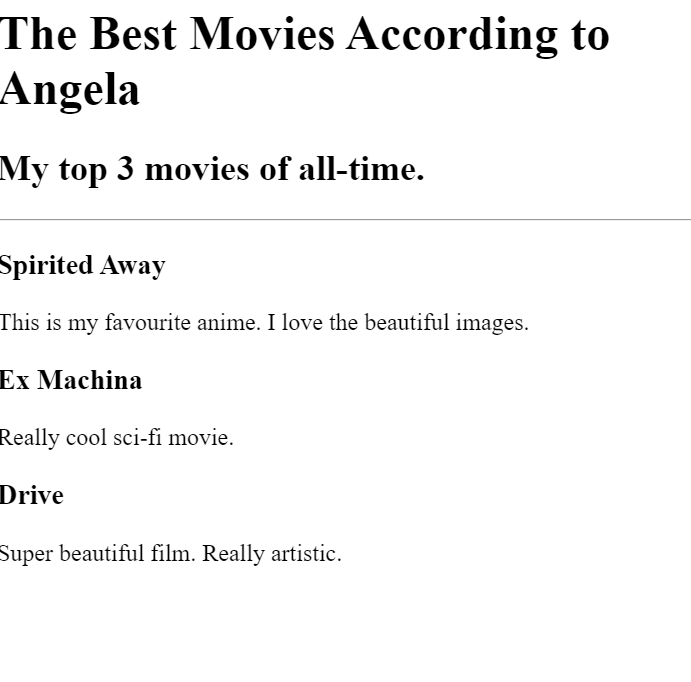 The Best Movies According to
Angela
My top 3 movies of all-time.
Spirited Away
This is my favourite anime. I love the beautiful images.
Ex Machina
Really cool sci-fi movie.
Drive
Super beautiful film. Really artistic.